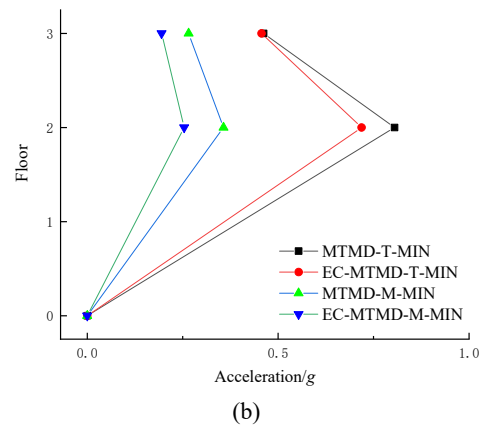 3
2
Floor
1
0
MTMD-T-MIN
EC-MTMD-T-MIN
MTMD-M-MIN
EC-MTMD-M-MIN
0.0 0.5 1.0
Acceleration/g
(b)